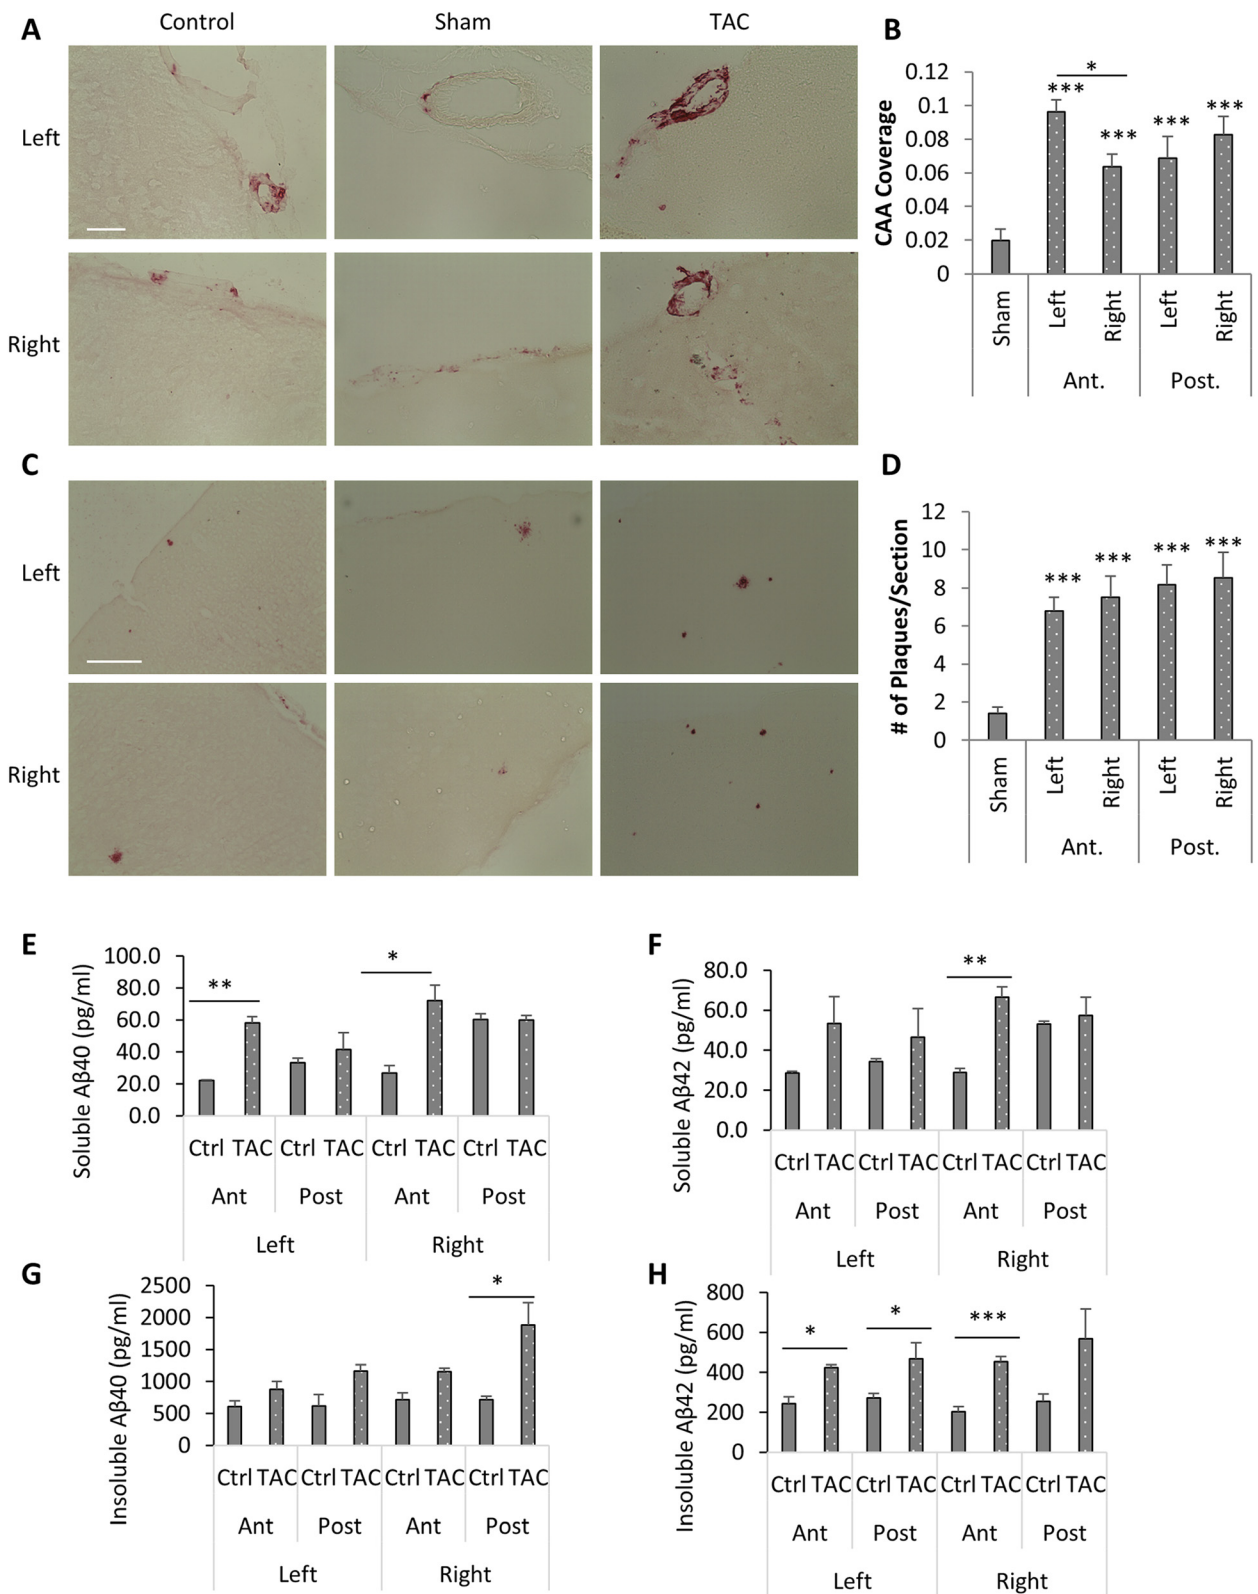 A
Control
Sham
TAC
Left
Right
B
CAA Coverage
0.12
0.1
0.08
0.06
0.04
0.02
0
*
***
***
***
***
Sham
Left
Right
Left
Right
Ant.
Post.
C
Left
Right
D
# of Plaques/Section
12
10
8
6
4
2
0
***
***
***
***
Sham
Left
Right
Left
Right
Ant.
Post.
E
Soluble Aβ40 (pg/ml)
100.0
80.0
60.0
40.0
20.0
0.0
**
*
Ctrl TAC Ctrl TAC Ctrl TAC Ctrl TAC
Ant Post Ant Post
Left Right
F
Soluble Aβ42 (pg/ml)
80.0
60.0
40.0
20.0
0.0
**
Ctrl TAC Ctrl TAC Ctrl TAC Ctrl TAC
Ant Post Ant Post
Left Right
G
Insoluble Aβ40 (pg/ml)
2500
2000
1500
1000
500
0
*
Ctrl TAC Ctrl TAC Ctrl TAC Ctrl TAC
Ant Post Ant Post
Left Right
H
Insoluble Aβ42 (pg/ml)
800
600
400
200
0
*
*
***
Ctrl TAC Ctrl TAC Ctrl TAC Ctrl TAC
Ant Post Ant Post
Left Right